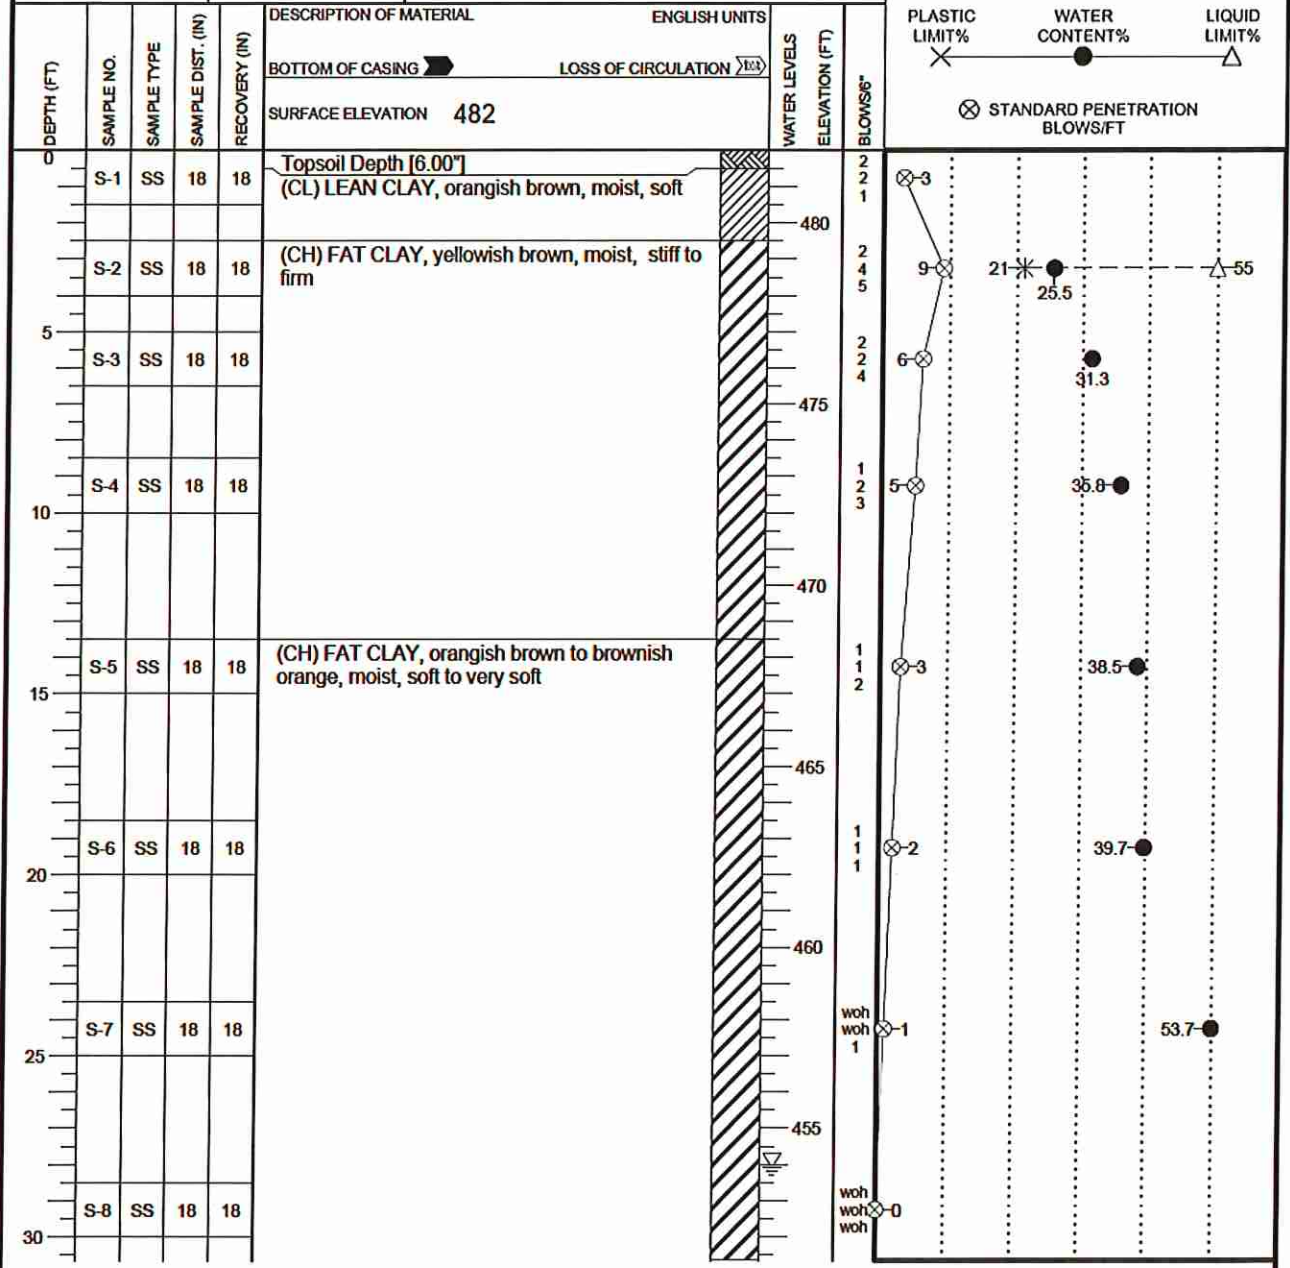 DESCRIPTION OF MATERIAL ENGLISH UNITS
BOTTOM OF CASING LOSS OF CIRCULATION
SURFACE ELEVATION 482
DEPTH (FT)
SAMPLE NO.
SAMPLE TYPE
SAMPLE DIST. (IN)
RECOVERY (IN)
WATER LEVELS
ELEVATION (FT)
BLOWS/6"
PLASTIC LIMIT%
WATER CONTENT%
LIQUID LIMIT%
STANDARD PENETRATION
BLOWS/FT
0
Topsoil Depth [6.00"]
S-1 SS 18 18
(CL) LEAN CLAY, orangish brown, moist, soft
2
2
1
3
480
(CH) FAT CLAY, yellowish brown, moist, stiff to
firm
S-2 SS 18 18
2
4
5
9 21 55
25.5
5
S-3 SS 18 18
2
2
4
6
31.3
475
S-4 SS 18 18
1
2
3
5 35.8
10
470
(CH) FAT CLAY, orangish brown to brownish
orange, moist, soft to very soft
S-5 SS 18 18
1
1
2
3 38.5
15
465
S-6 SS 18 18
1
1
1
2 39.7
20
460
S-7 SS 18 18
woh
woh
1
1 53.7
25
455
S-8 SS 18 18
woh
woh
woh
0
30